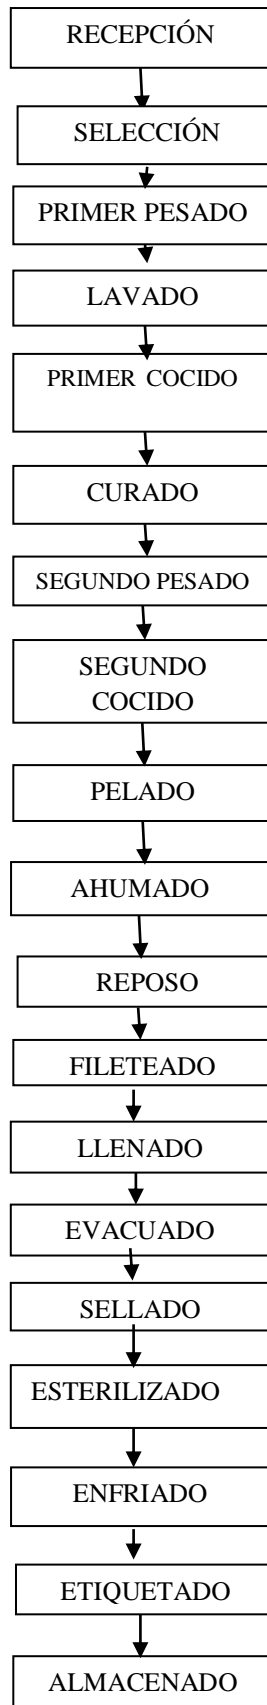 RECEPCIÓN
SELECCIÓN
PRIMER PESADO
LAVADO
PRIMER COCIDO
CURADO
SEGUNDO PESADO
SEGUNDO
COCIDO
PELADO
AHUMADO
REPOSO
FILETEADO
LLENADO
EVACUADO
SELLADO
ESTERILIZADO
ENFRIADO
ETIQUETADO
ALMACENADO